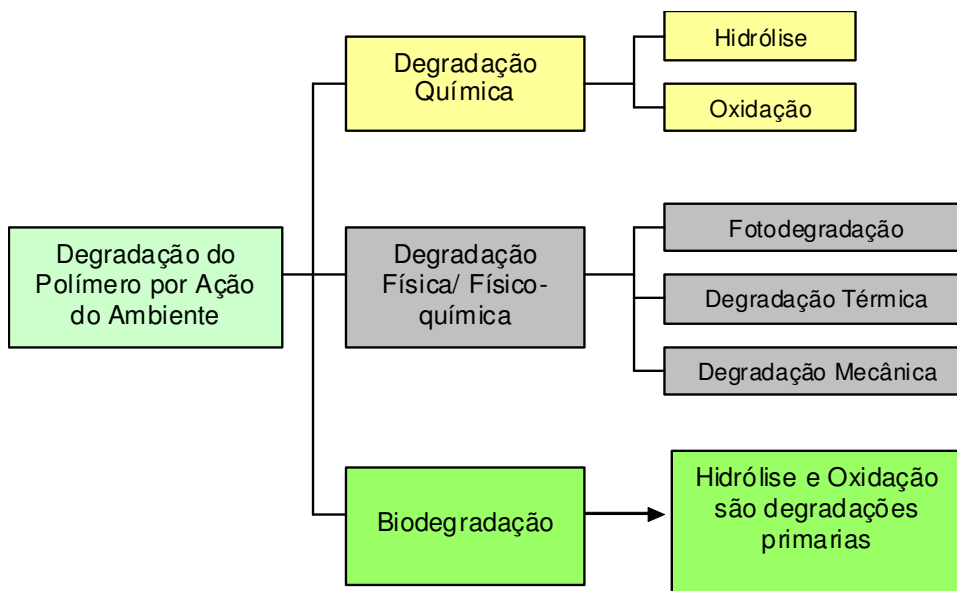 Degradação
Química
Hidrólise
Oxidação
Degradação do
Polímero por Ação
do Ambiente
Degradação
Física/ Físico-
química
Fotodegradação
Degradação Térmica
Degradação Mecânica
Biodegradação
Hidrólise e Oxidação
são degradações
primarias